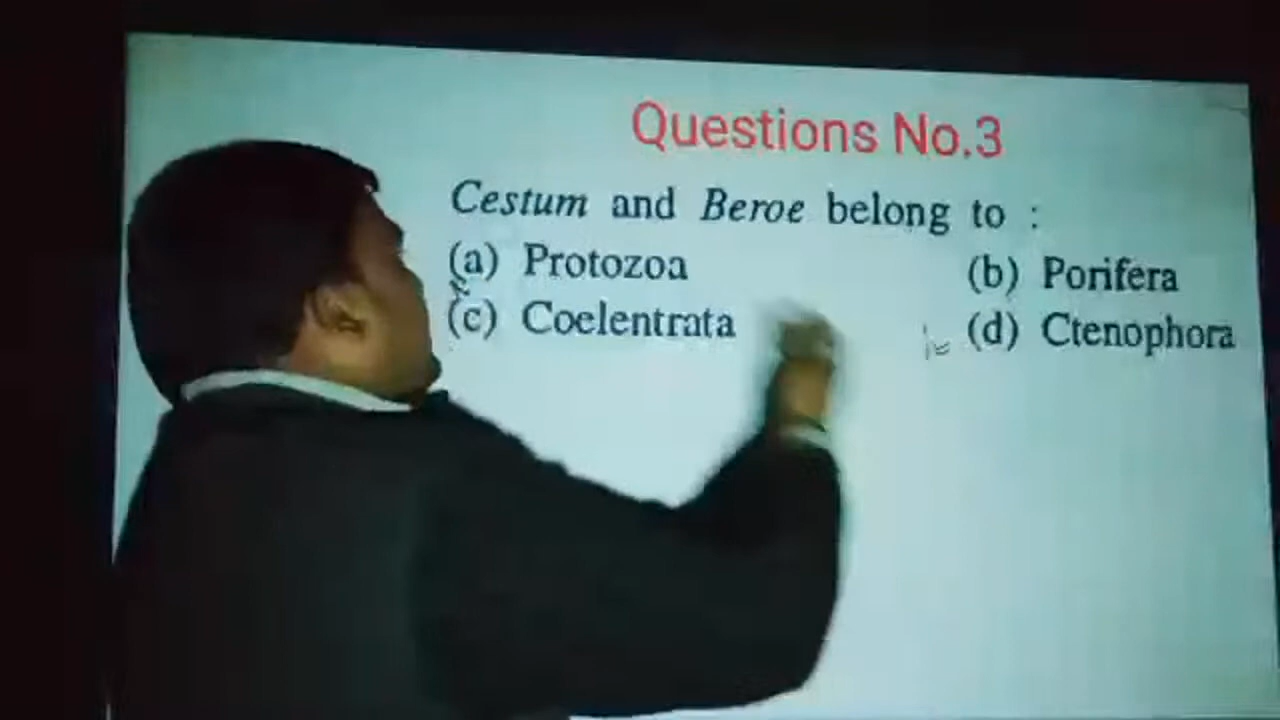 Questions No.3
Cestum and Beroe belong to :
(a) Protozoa (b) Porifera
(c) Coelentrata (d) Ctenophora